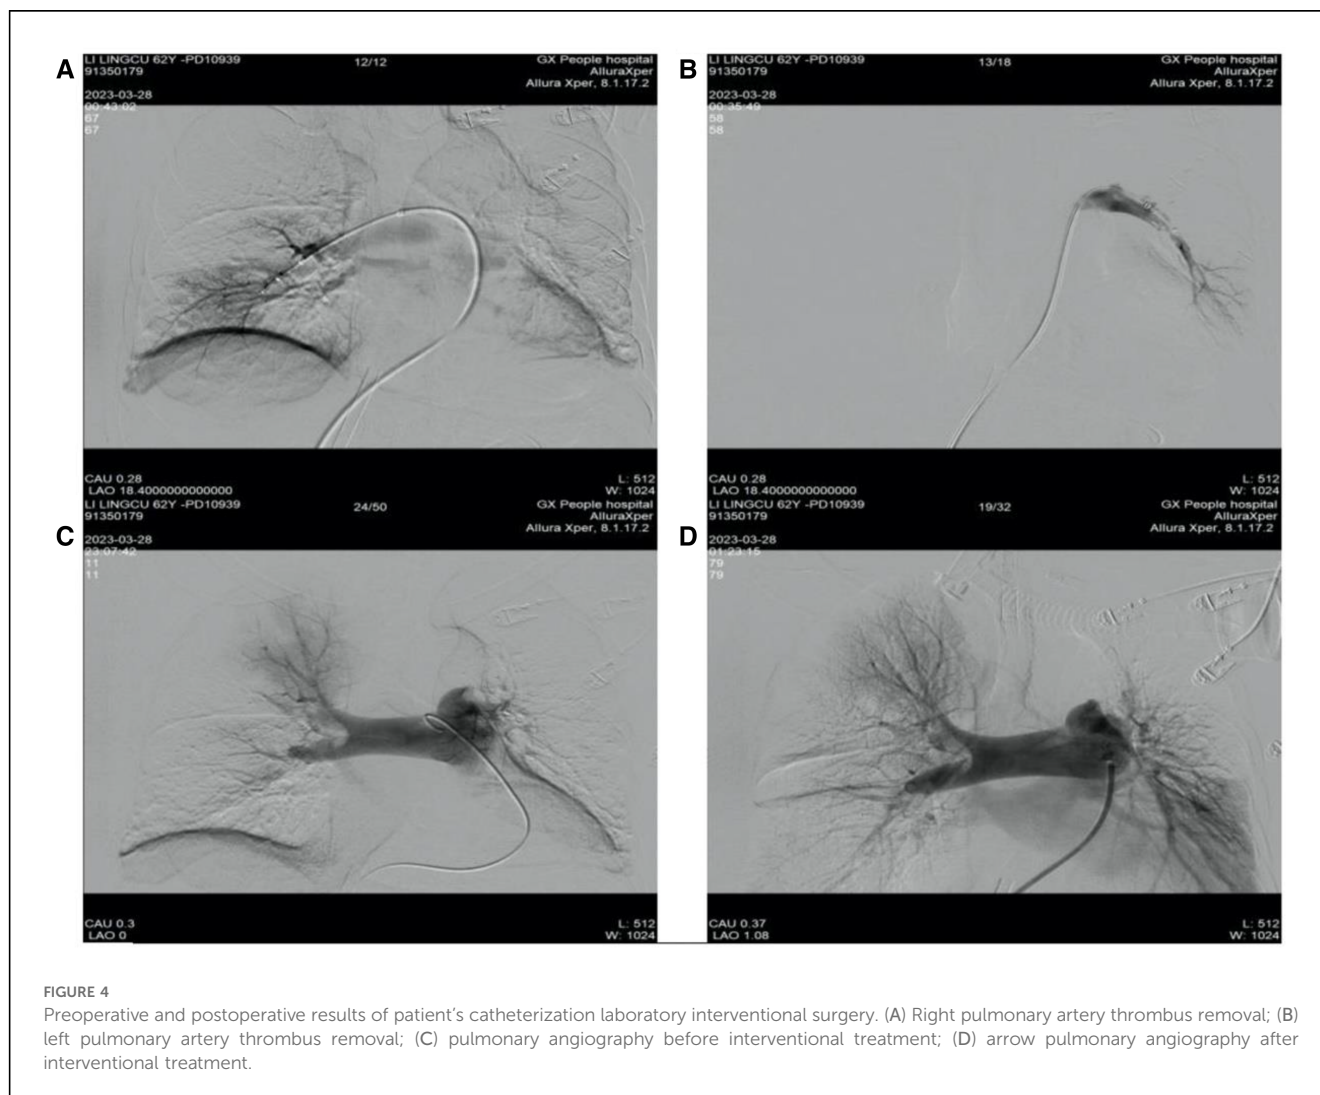 A
LI LINGCU 62Y -PD10939
12/12
GX People hospital
91350179
AlluraXper
Allura Xper, 8.1.17.2
2023-03-28
00:43:02
67
67
CAU 0.28
L: 512
LAO 18.4000000000000
W: 1024
B
LI LINGCU 62Y -PD10939
13/18
GX People hospital
91350179
AlluraXper
Allura Xper, 8.1.17.2
2023-03-28
00:35:49
58
58
CAU 0.28
L: 512
LAO 18.4000000000000
W: 1024
C
LI LINGCU 62Y -PD10939
24/50
GX People hospital
91350179
AlluraXper
Allura Xper, 8.1.17.2
2023-03-28
23:07:42
11
11
CAU 0.3
L: 512
LAO 0
W: 1024
D
LI LINGCU 62Y -PD10939
19/32
GX People hospital
91350179
AlluraXper
Allura Xper, 8.1.17.2
2023-03-28
01:23:15
79
79
CAU 0.37
L: 512
LAO 1.08
W: 1024
FIGURE 4
Preoperative and postoperative results of patient's catheterization laboratory interventional surgery. (A) Right pulmonary artery thrombus removal; (B)
left pulmonary artery thrombus removal; (C) pulmonary angiography before interventional treatment; (D) arrow pulmonary angiography after
interventional treatment.